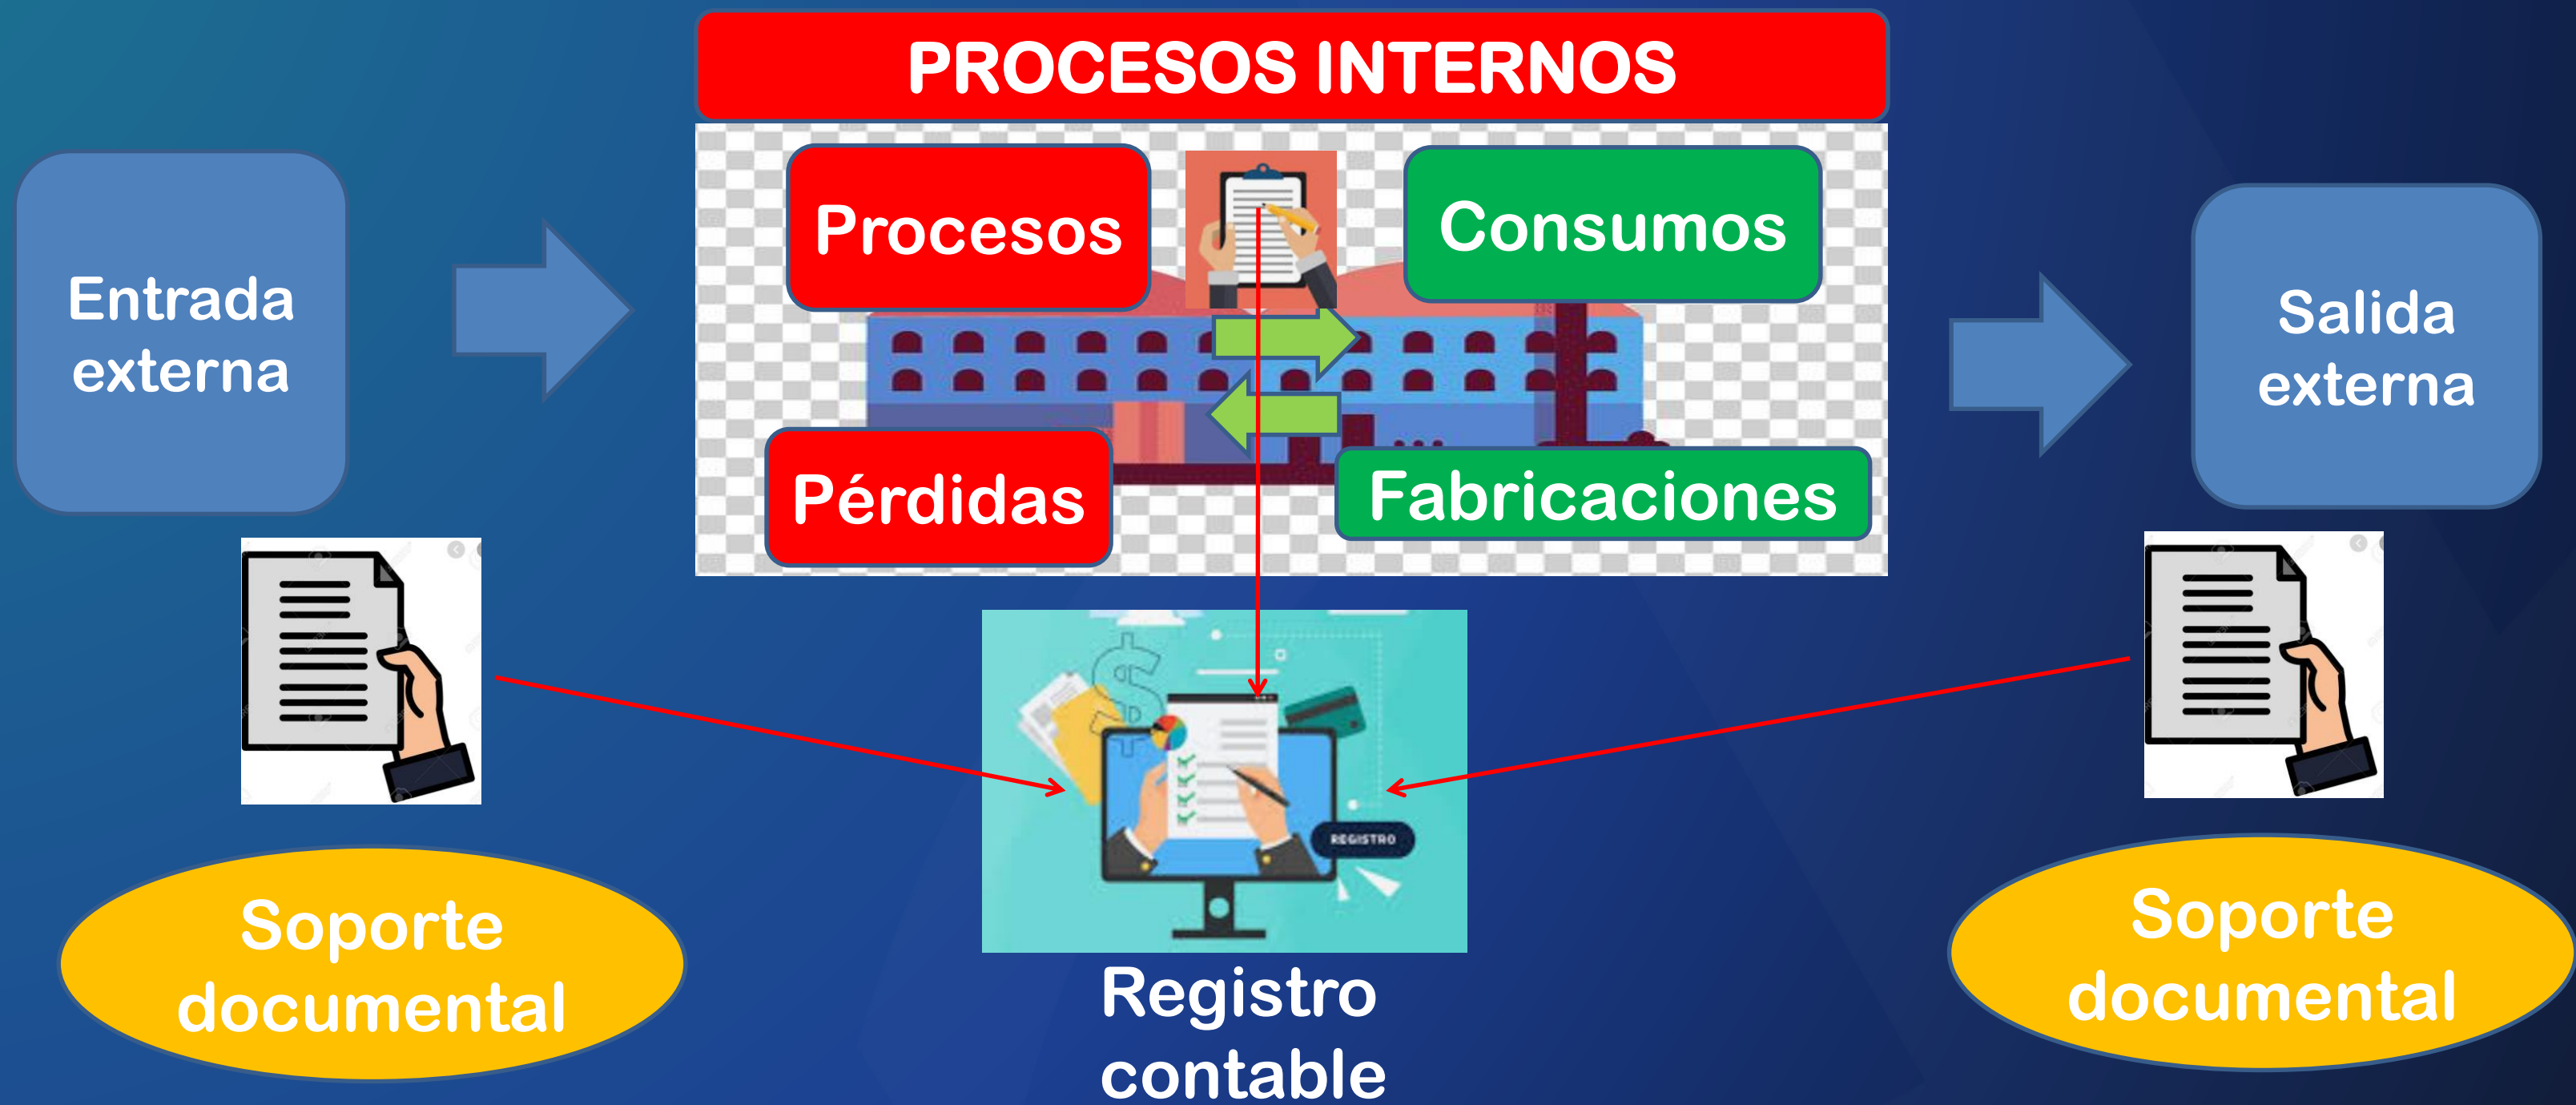 PROCESOS INTERNOS
Procesos
Consumos
Entrada
externa
Salida
externa
Pérdidas
Fabricaciones
REGISTRO
Soporte
documental
Registro
contable
Soporte
documental